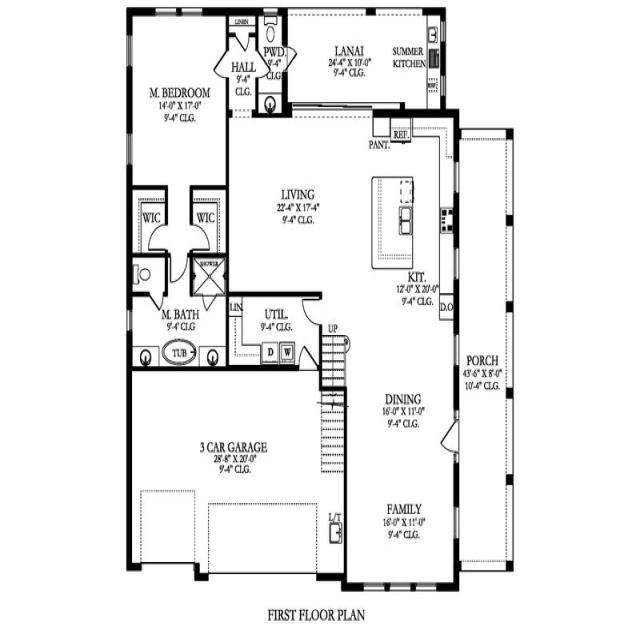 LINEN
PWD.
9'-4"
CLG.
HALL
9'-4"
CLG.
LANAI
24'-4" X 10'-0"
9'-4" CLG.
SUMMER
KITCHEN
REF.
M. BEDROOM
14'-0" X 17'-0"
9'-4" CLG.
PANT.
REF.
LIVING
22'-4" X 17'-4"
9'-4" CLG.
WIC
WIC
SHOWER
KIT.
12'-0" X 20'-0"
9'-4" CLG.
D.O
M. BATH
9'-4" CLG
TUB
LIN.
UTIL.
9'-4" CLG.
D
W
UP
PORCH
43'-6" X 8'-0"
10'-4" CLG.
DINING
16'-0" X 11'-0"
9'-4" CLG.
3 CAR GARAGE
28'-8" X 20'-0"
9'-4" CLG.
L/T
FAMILY
16'-0" X 11'-0"
9'-4" CLG.
FIRST FLOOR PLAN